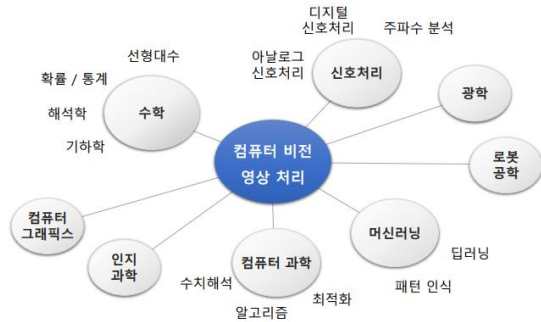 디지털
신호처리
주파수 분석
아날로그
신호처리
신호처리
선형대수
확률 / 통계
해석학
기하학
수학
광학
컴퓨터 비전
영상 처리
로봇
공학
컴퓨터
그래픽스
인지
과학
수치해석
컴퓨터 과학
알고리즘
최적화
머신러닝
딥러닝
패턴 인식